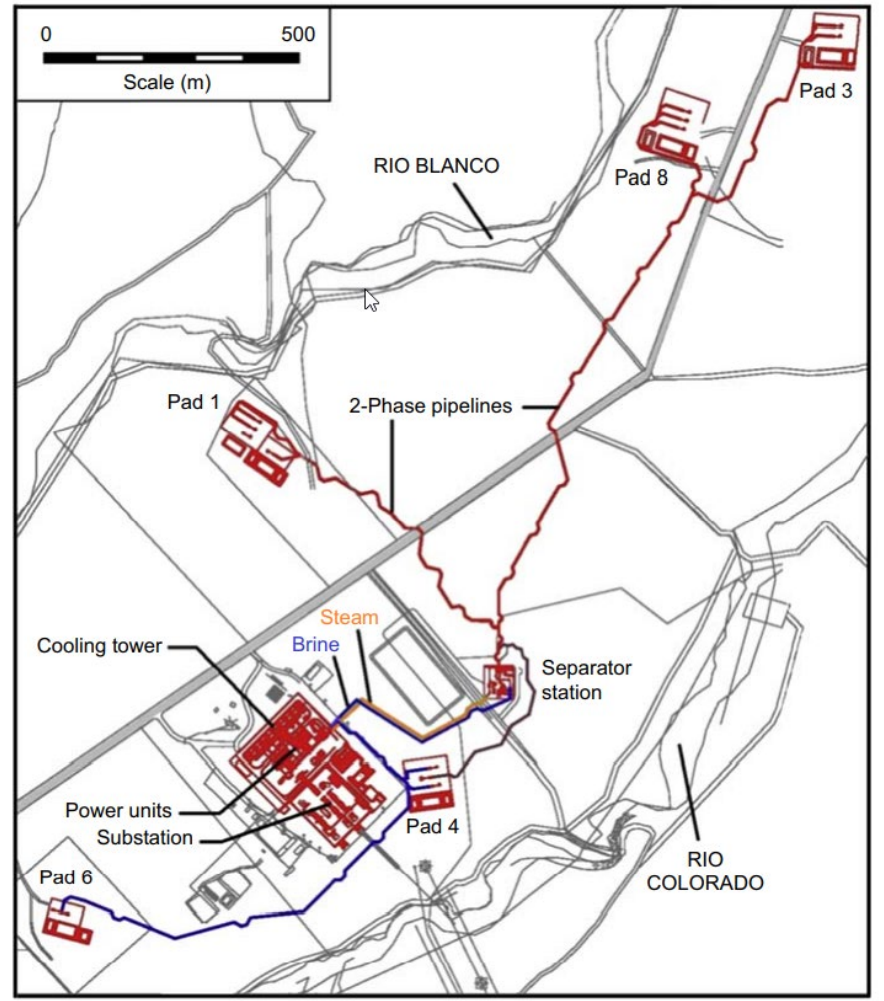 0 500
Scale (m)
Pad 3
RIO BLANCO
Pad 8
Pad 1
2-Phase pipelines
Steam
Brine
Cooling tower
Separator
station
Power units
Substation
Pad 4
Pad 6
RIO
COLORADO